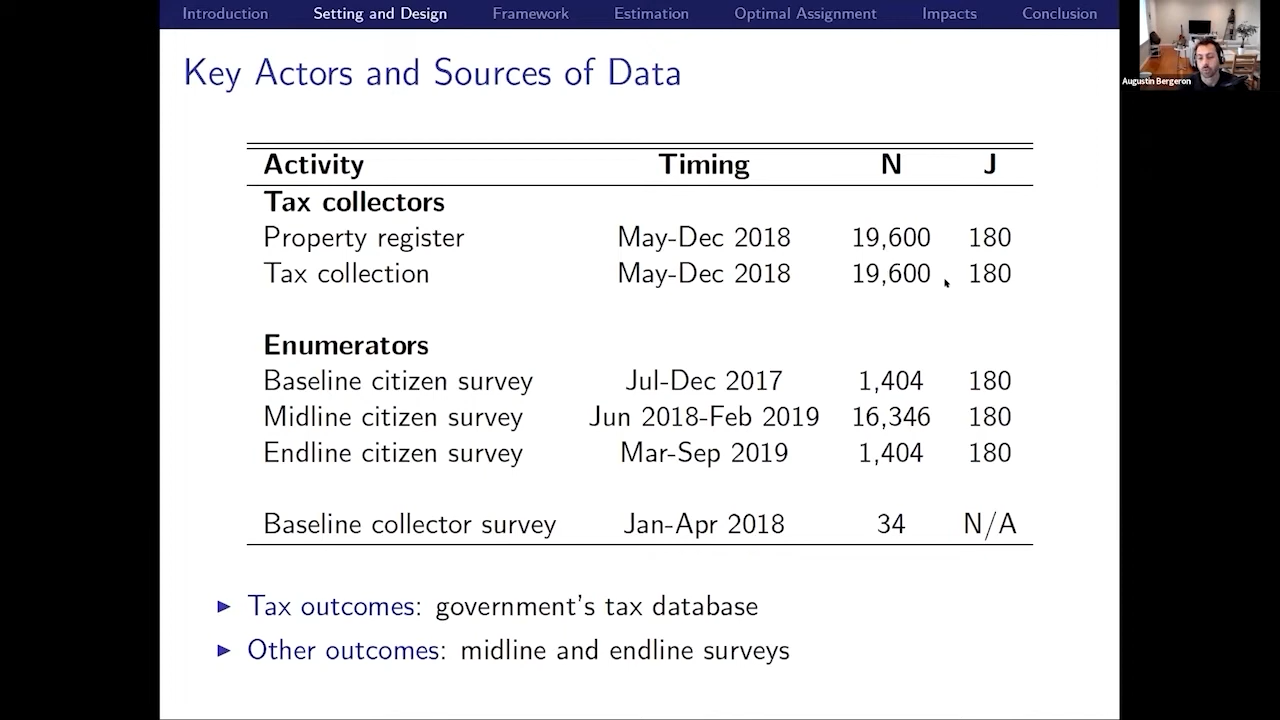 Introduction Setting and Design Framework Estimation Optimal Assignment Impacts Conclusion
Augustin Bergeron
Key Actors and Sources of Data
Activity Timing N J
Tax collectors
Property register May-Dec 2018 19,600 180
Tax collection May-Dec 2018 19,600 180
Enumerators
Baseline citizen survey Jul-Dec 2017 1,404 180
Midline citizen survey Jun 2018-Feb 2019 16,346 180
Endline citizen survey Mar-Sep 2019 1,404 180
Baseline collector survey Jan-Apr 2018 34 N/A
▶ Tax outcomes: government's tax database
▶ Other outcomes: midline and endline surveys